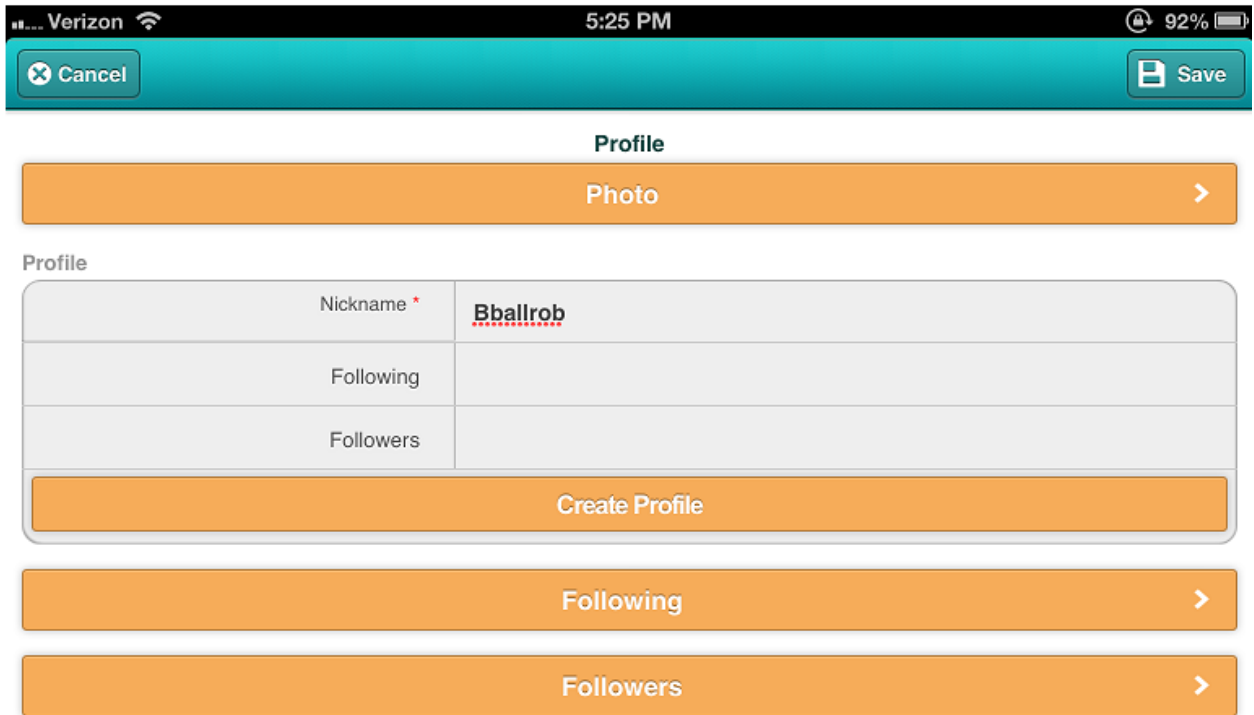 Verizon 5:25 PM 92%
Cancel Save
Profile
Photo
Profile
Nickname * Bballrob
Following
Followers
Create Profile
Following
Followers